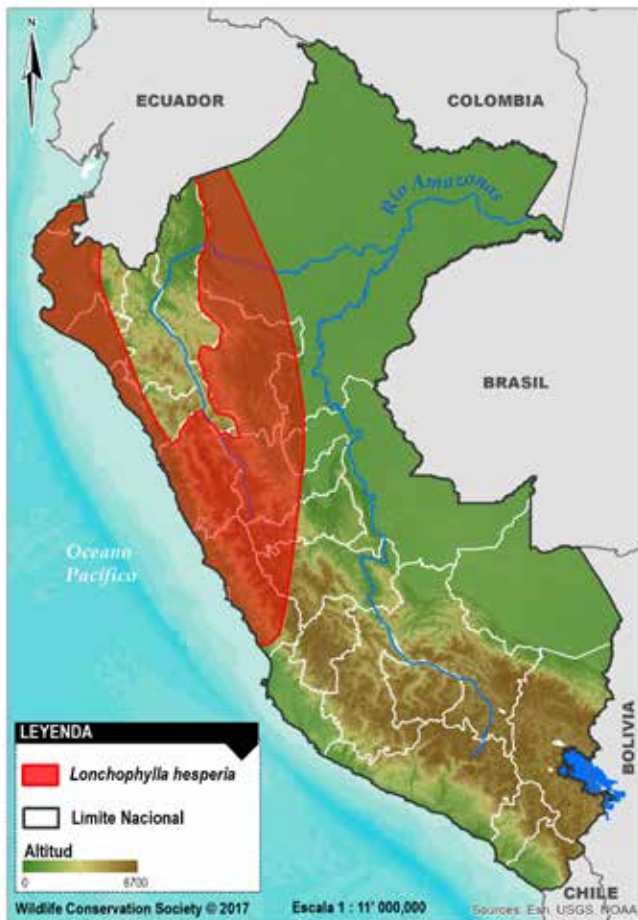 N
ECUADOR
COLOMBIA
Río Amazonas
BRASIL
Oceano
Pacífico
BOLIVIA
LEYENDA
Lonchophylla hesperia
Limite Nacional
Altitud
0 6700
CHILE
Wildlife Conservation Society © 2017 Escala 1 : 11' 000,000 Sources: Esri, USGS, NOAA